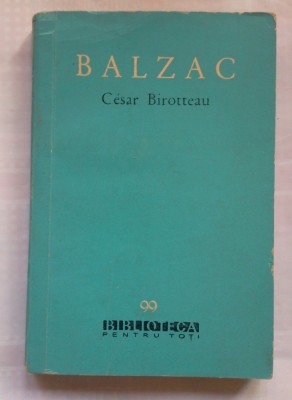 BALZAC
César Birotteau
99
BIBLIOTECA
PENTRU TOȚI